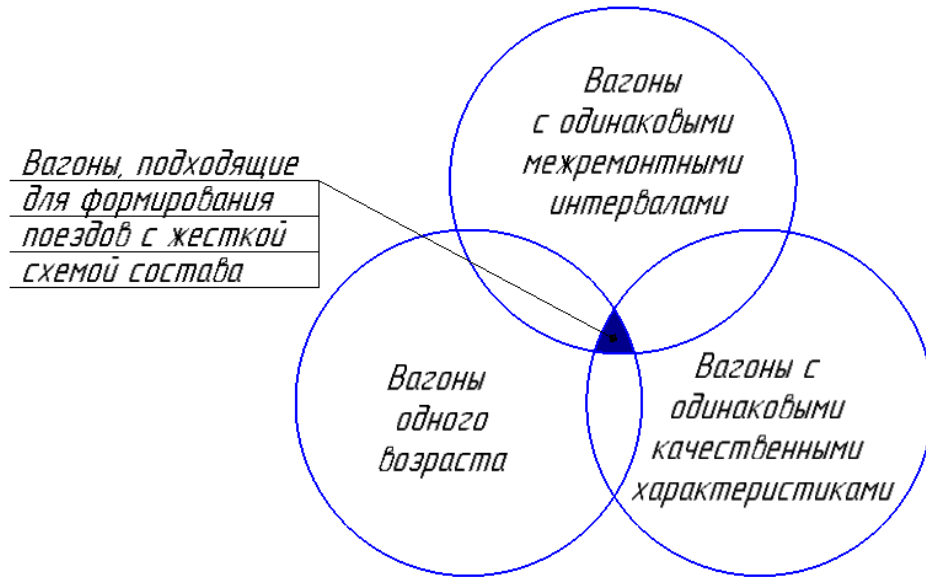 Вагоны
с одинаковыми
межремонтными
интервалами
Вагоны, подходящие
для формирования
поездов с жесткой
схемой состава
Вагоны
одного
возраста
Вагоны с
одинаковыми
качественными
характеристиками